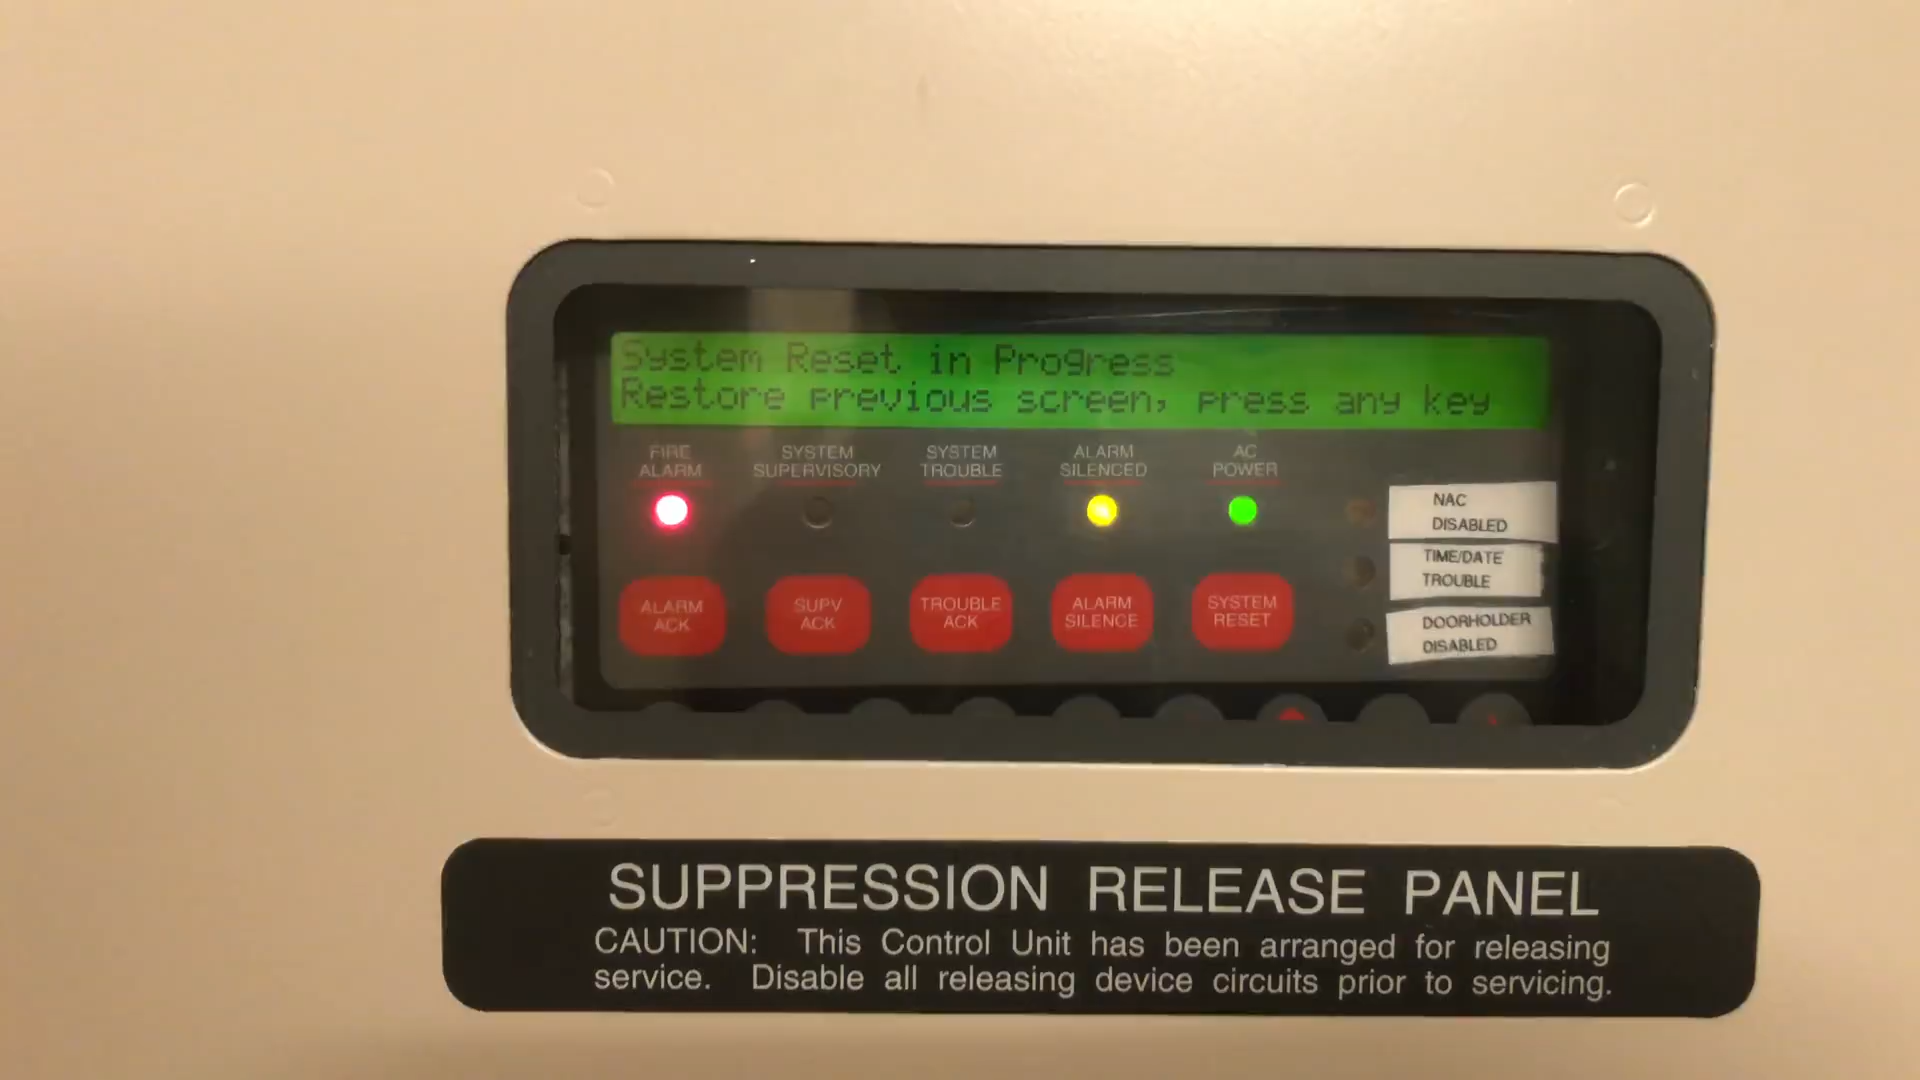 System Reset in Progress
Restore previous screen, press any key
FIRE
ALARM
SYSTEM
SUPERVISORY
SYSTEM
TROUBLE
ALARM
SILENCED
AC
POWER
NAC
DISABLED
TIME/DATE
TROUBLE
DOORHOLDER
DISABLED
ALARM
ACK
SUPV
ACK
TROUBLE
ACK
ALARM
SILENCE
SYSTEM
RESET
SUPPRESSION RELEASE PANEL
CAUTION: This Control Unit has been arranged for releasing
service. Disable all releasing device circuits prior to servicing.